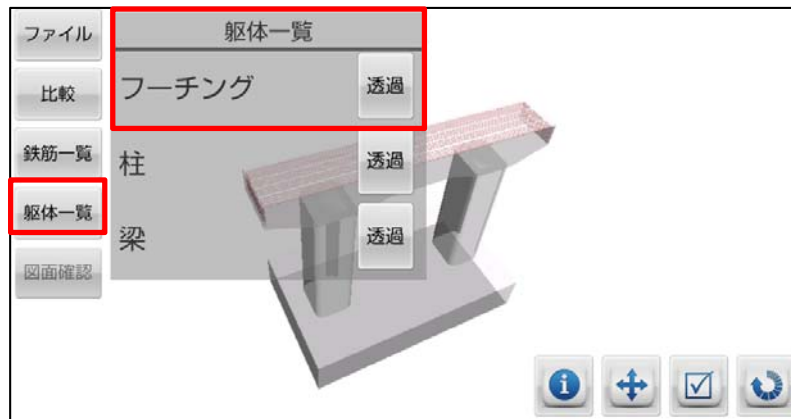 ファイル
比較
鉄筋一覧
躯体一覧
図面確認
躯体一覧
フーチング 透過
柱 透過
梁 透過